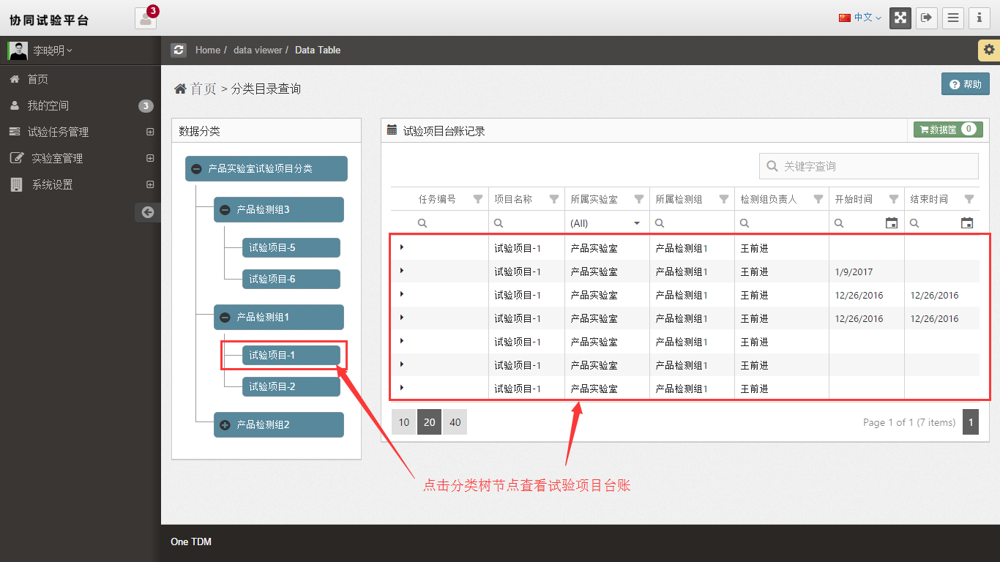 协同试验平台
3
中文
李晓明
Home / data viewer / Data Table
首页
我的空间 3
试验任务管理
实验室管理
系统设置
首页 > 分类目录查询
帮助
数据分类
产品实验室试验项目分类
产品检测组3
试验项目-5
试验项目-6
产品检测组1
试验项目-1
试验项目-2
产品检测组2
试验项目台账记录
数据筐 0
关键字查询
任务编号 项目名称 所属实验室 所属检测组 检测组负责人 开始时间 结束时间
(All)
试验项目-1 产品实验室 产品检测组1 王前进
试验项目-1 产品实验室 产品检测组1 王前进 1/9/2017
试验项目-1 产品实验室 产品检测组1 王前进 12/26/2016 12/26/2016
试验项目-1 产品实验室 产品检测组1 王前进 12/26/2016 12/26/2016
试验项目-1 产品实验室 产品检测组1 王前进
试验项目-1 产品实验室 产品检测组1 王前进
试验项目-1 产品实验室 产品检测组1 王前进
10 20 40
Page 1 of 1 (7 items) 1
点击分类树节点查看试验项目台账
One TDM